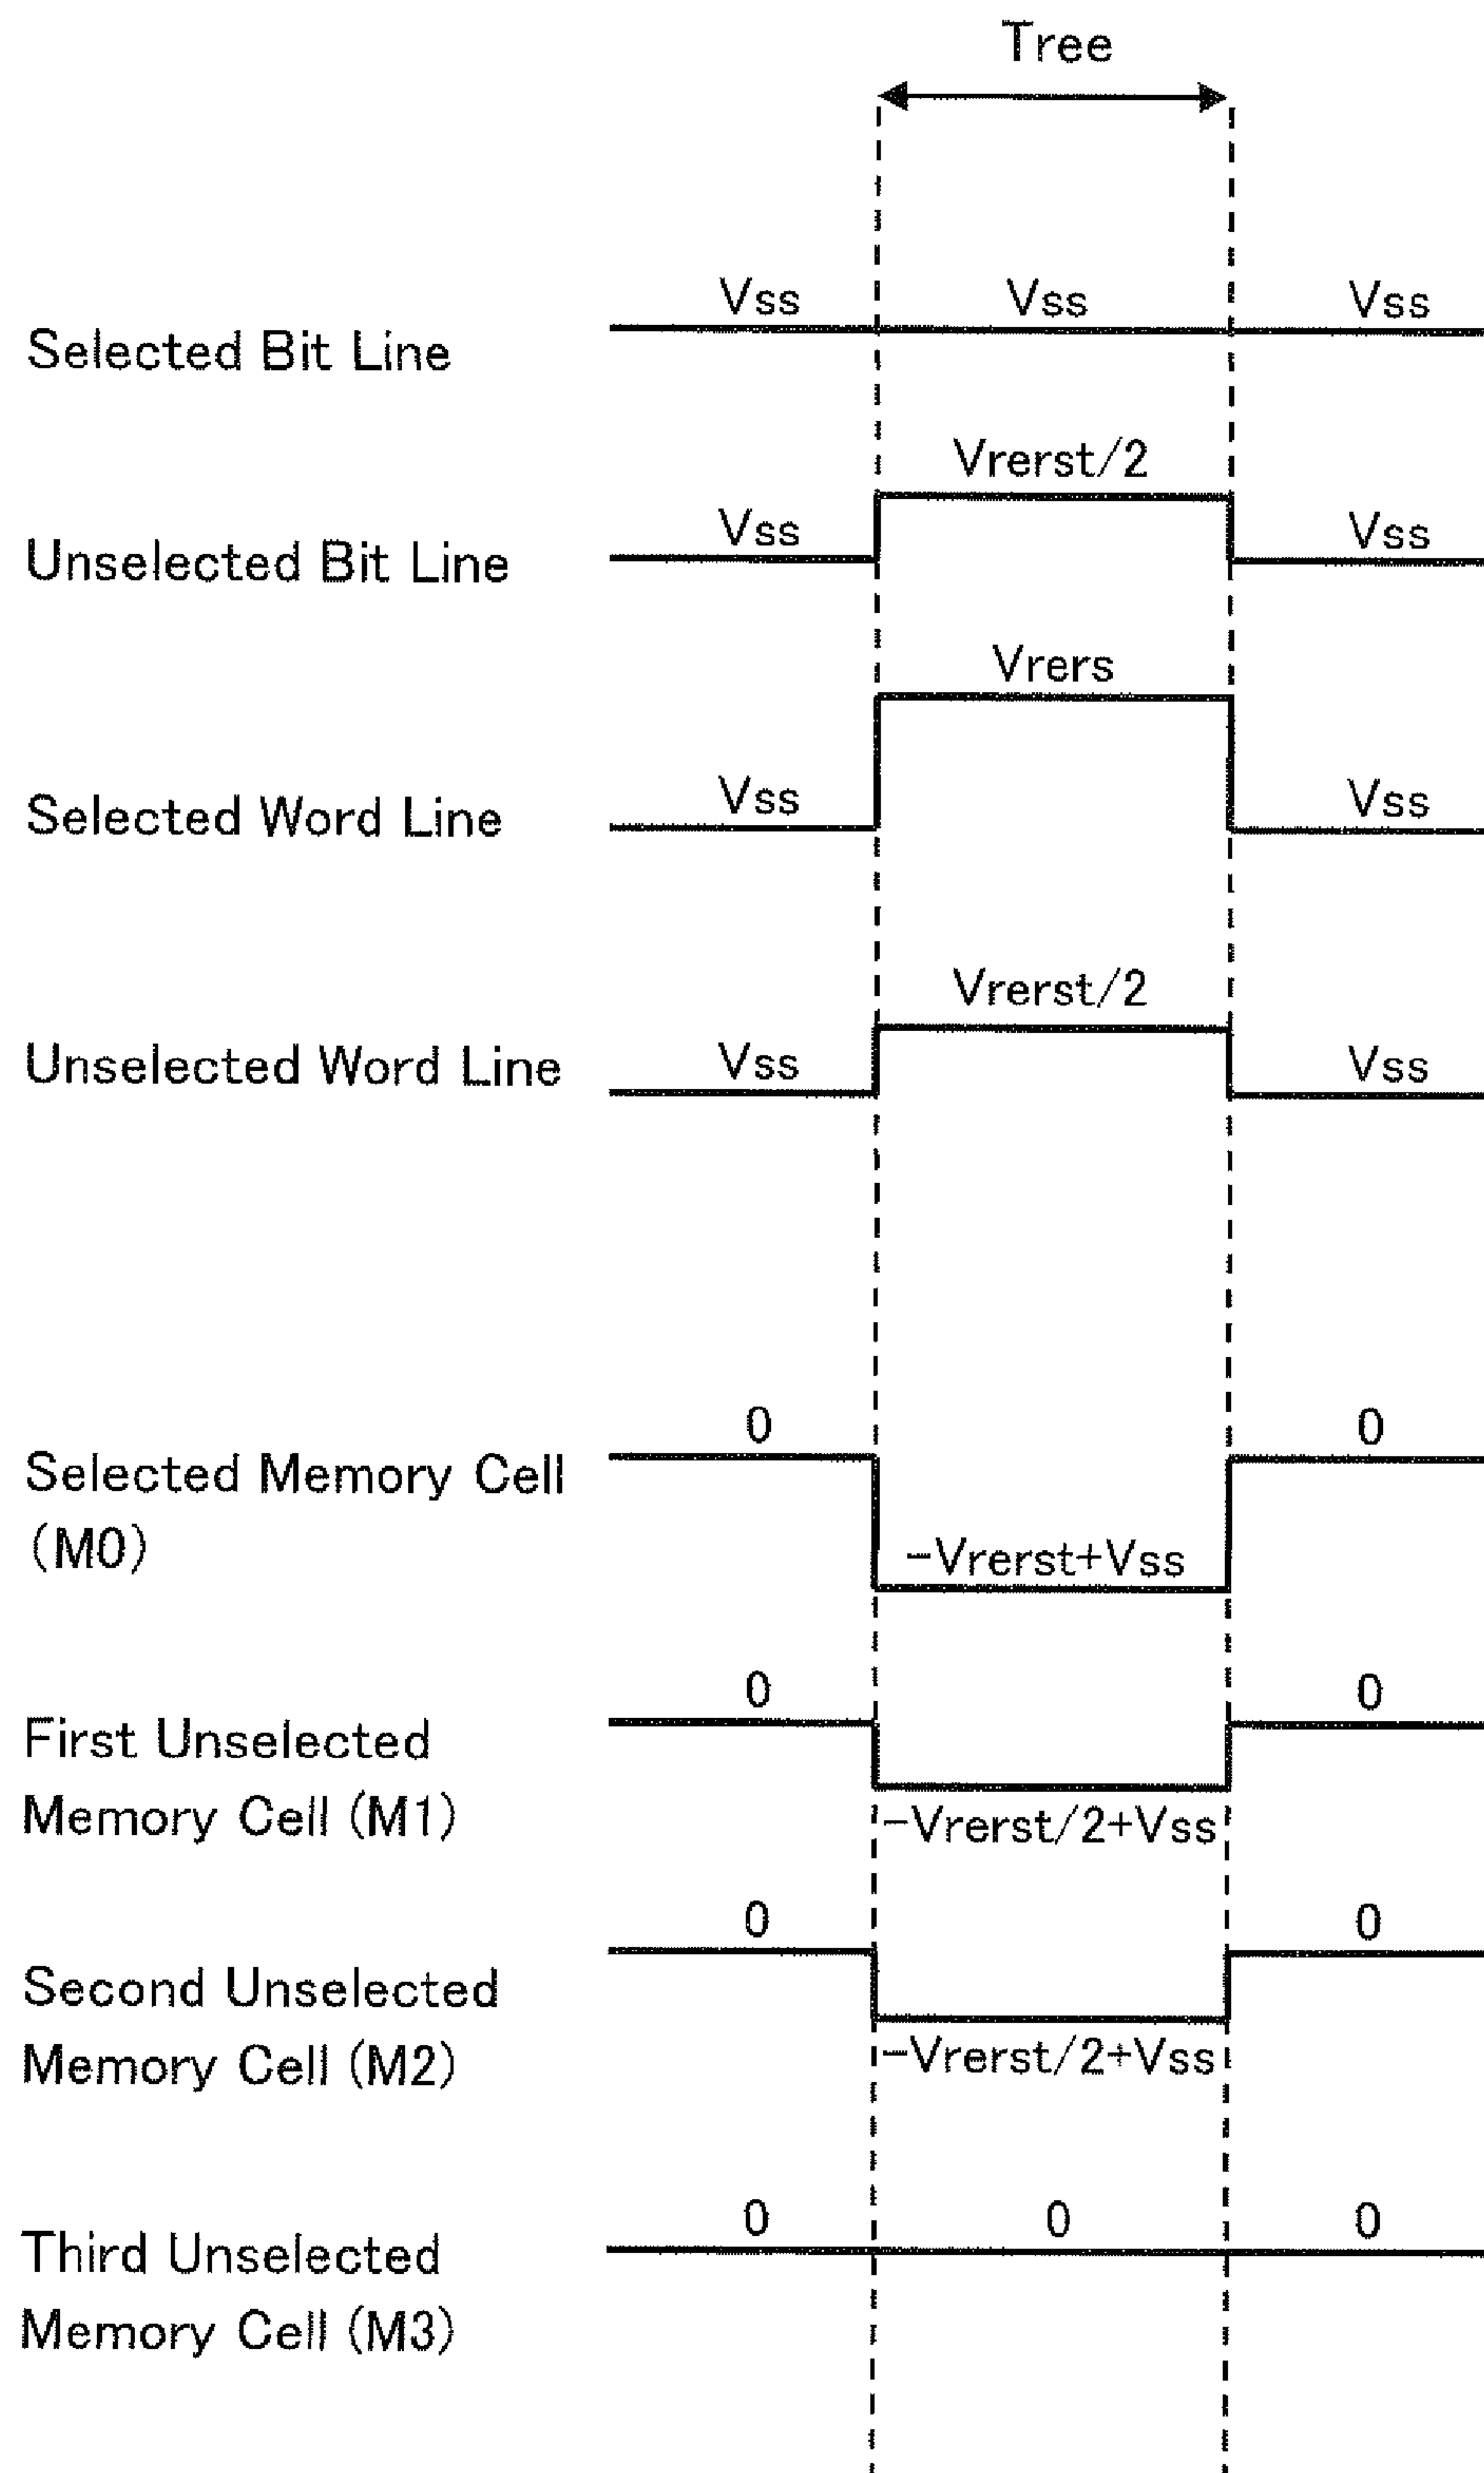 Tree
Vss Vss Vss
Selected Bit Line
Vrerst/2
Vss Vss
Unselected Bit Line
Vrers
Vss Vss
Selected Word Line
Vrerst/2
Vss Vss
Unselected Word Line
0 0
Selected Memory Cell
(M0)
-Vrerst+Vss
0 0
First Unselected
Memory Cell (M1)
-Vrerst/2+Vss
0 0
Second Unselected
Memory Cell (M2)
-Vrerst/2+Vss
0 0 0
Third Unselected
Memory Cell (M3)